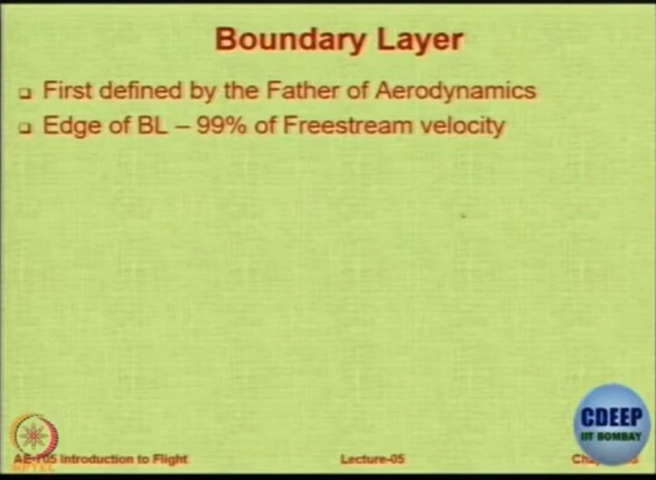 Boundary Layer
First defined by the Father of Aerodynamics
Edge of BL – 99% of Freestream velocity
CDEEP
IIT BOMBAY
NPTEL
Introduction to Flight
Lecture-05